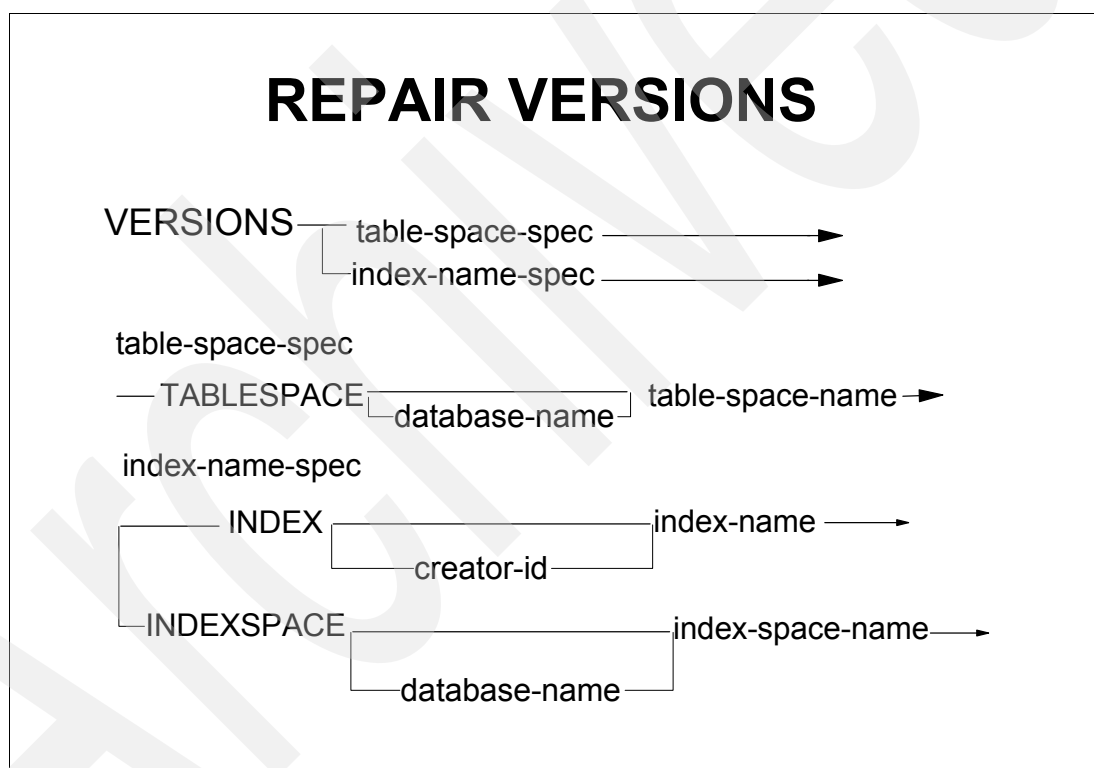 REPAIR VERSIONS
VERSIONS
table-space-spec
index-name-spec
table-space-spec
TABLESPACE table-space-name
database-name
index-name-spec
INDEX index-name
creator-id
INDEXSPACE index-space-name
database-name